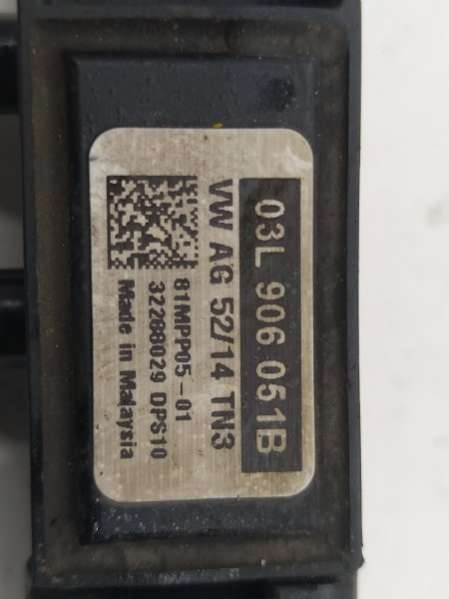 03L 906 051B
VW AG 52/14 TN3
81MPP05-01
32288029 DPS10
Made in Malaysia